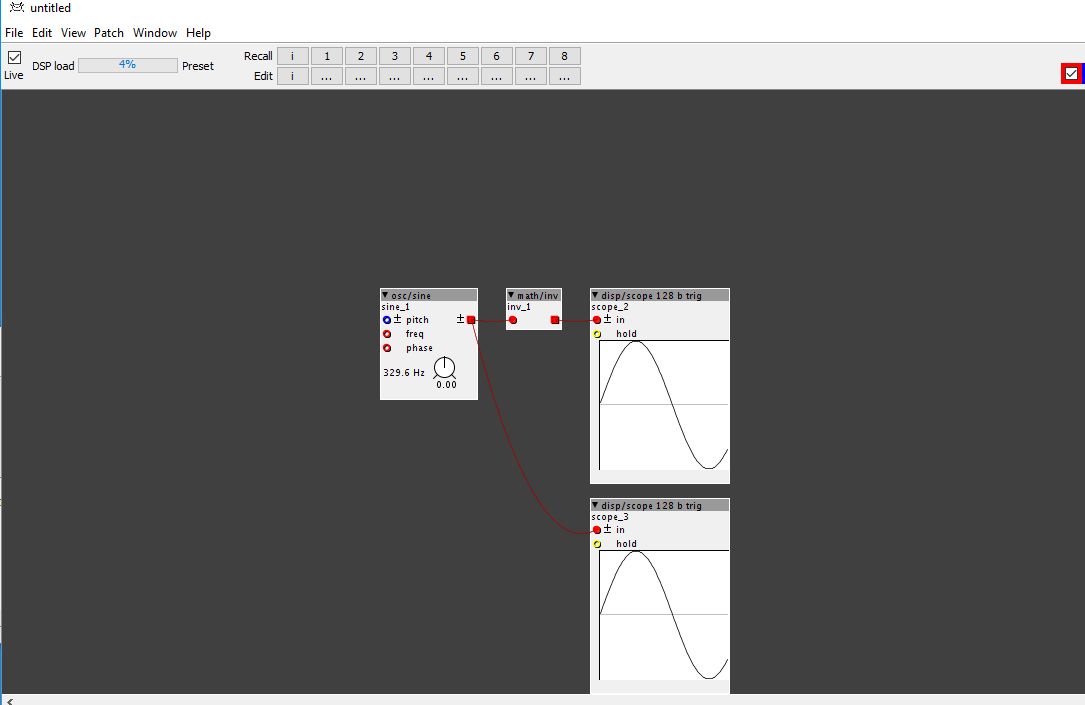 untitled
File Edit View Patch Window Help
Live
DSP load 4% Preset
Recall i 1 2 3 4 5 6 7 8
Edit i ... ... ... ... ... ... ... ...
osc/sine
sine_1
± pitch ±
freq
phase
329.6 Hz
0.00
math/inv
inv_1
disp/scope 128 b trig
scope_2
± in
hold
disp/scope 128 b trig
scope_3
± in
hold